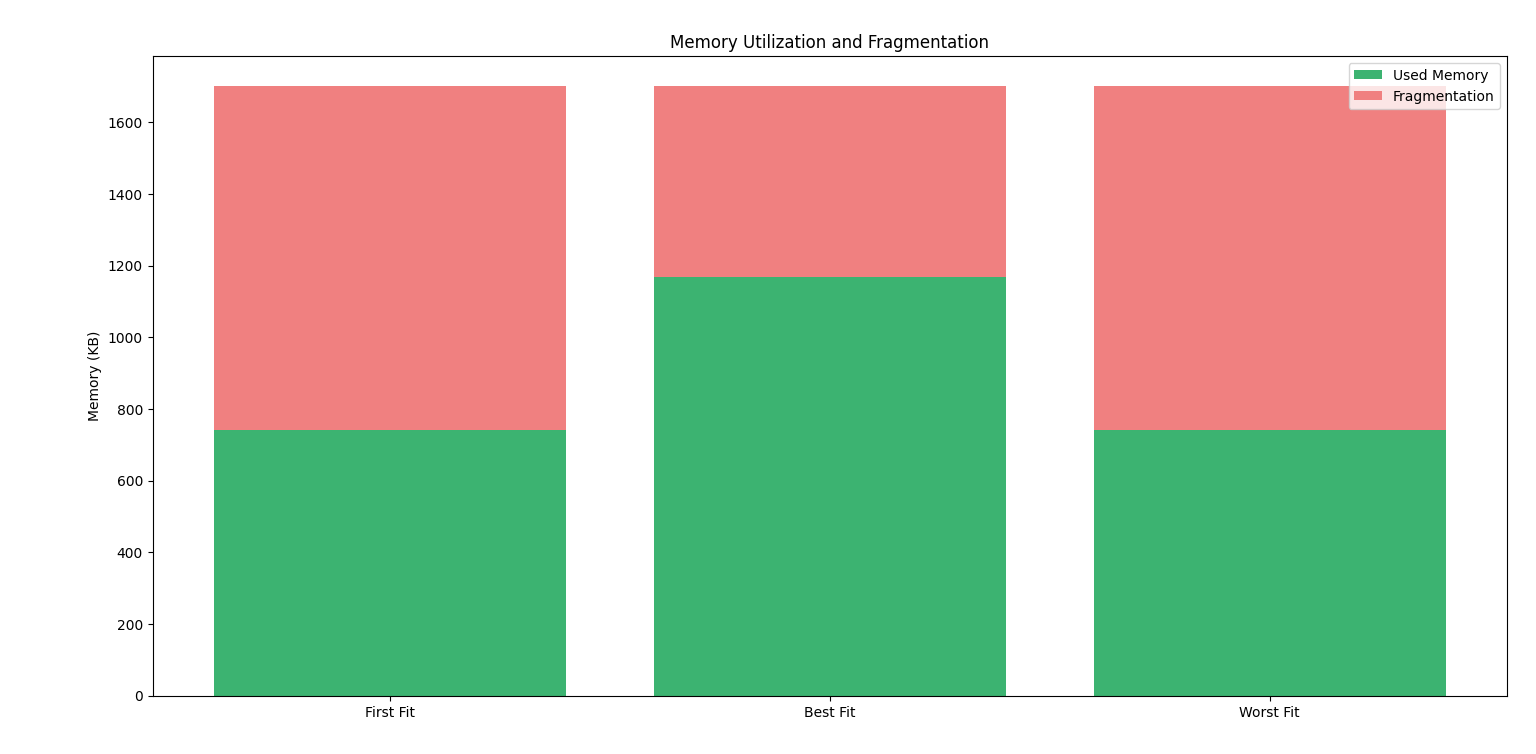 Memory Utilization and Fragmentation
Used Memory
Fragmentation
1600
1400
1200
1000
800
600
400
200
0
Memory (KB)
First Fit
Best Fit
Worst Fit